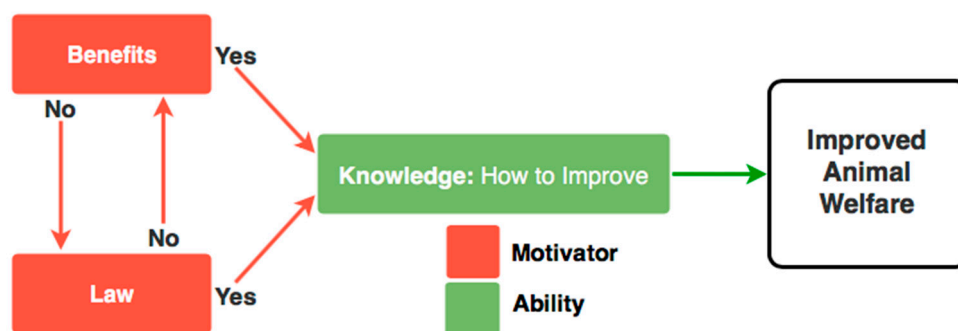 Benefits
Yes
No
Knowledge: How to Improve
Improved
Animal
Welfare
No
Law
Yes
Motivator
Ability